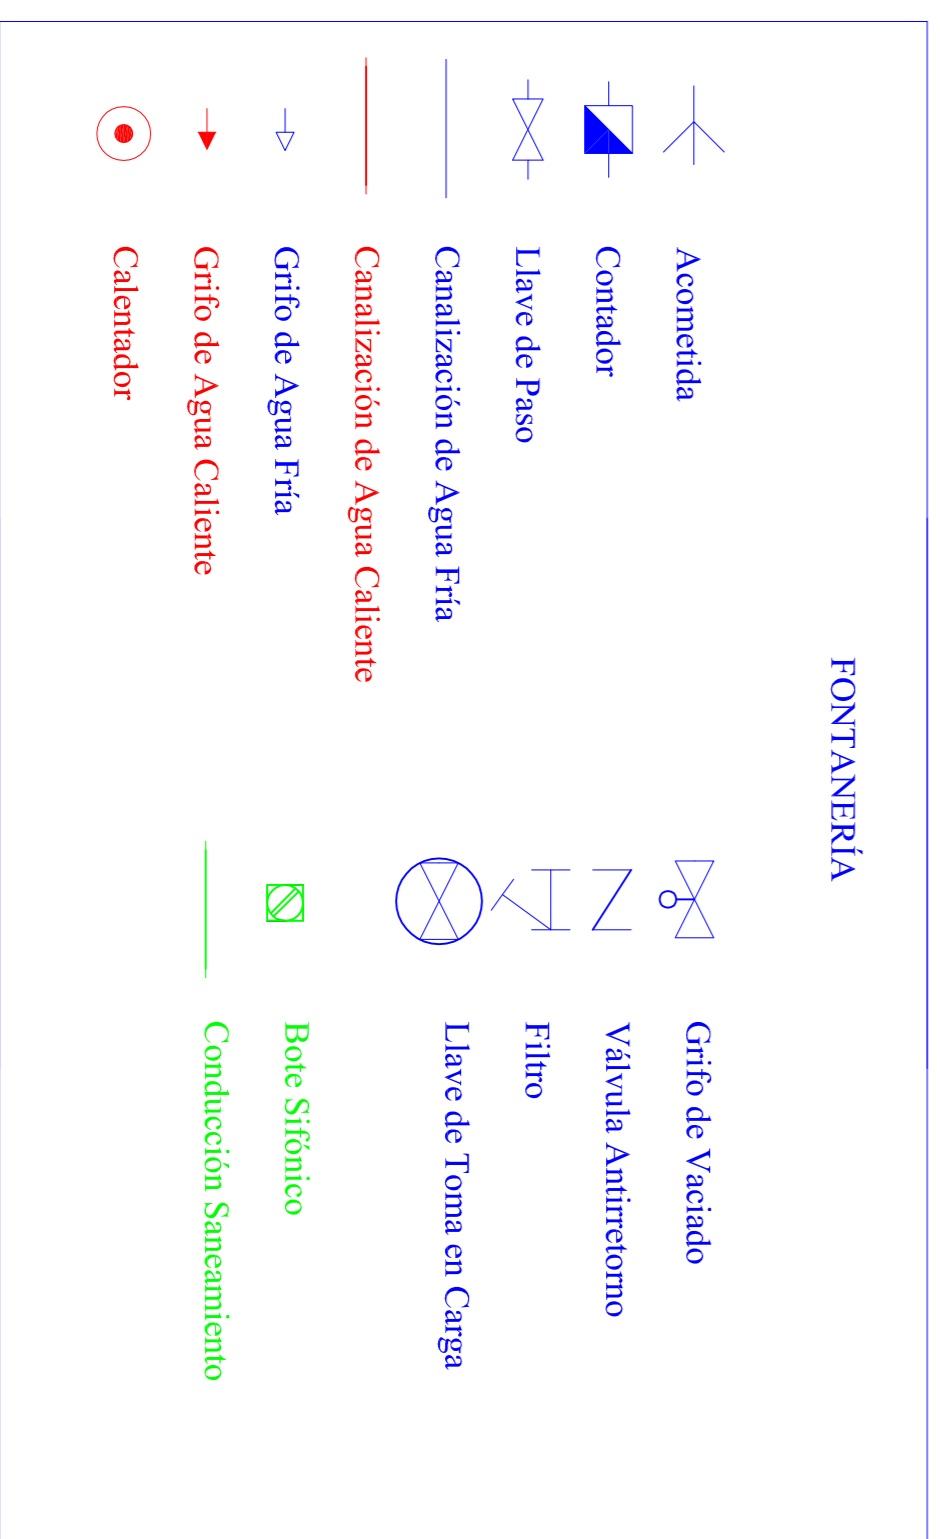 FONTANERÍA
Acometida
Contador
Llave de Paso
Canalización de Agua Fría
Canalización de Agua Caliente
Grifo de Agua Fría
Grifo de Agua Caliente
Calentador
Grifo de Vaciado
Válvula Antirretorno
Filtro
Llave de Toma en Carga
Bote Sifónico
Conducción Saneamiento